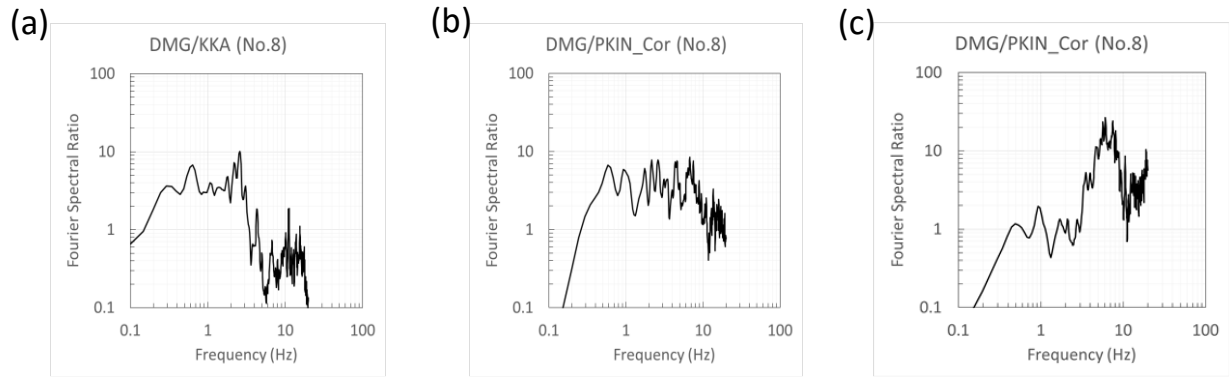 (a)
DMG/KKA (No.8)
Fourier Spectral Ratio
100
10
1
0.1
0.1 1 10 100
Frequency (Hz)
(b)
DMG/PKIN_Cor (No.8)
Fourier Spectral Ratio
100
10
1
0.1
0.1 1 10 100
Frequency (Hz)
(c)
DMG/PKIN_Cor (No.8)
Fourier Spectral Ratio
100
10
1
0.1
0.1 1 10 100
Frequency (Hz)